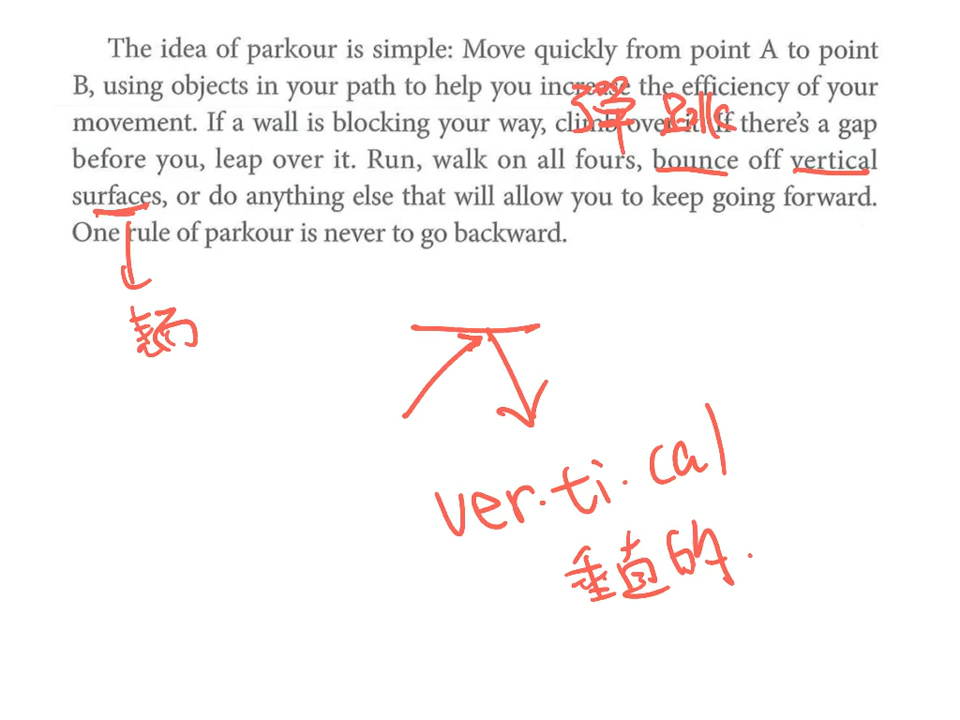 The idea of parkour is simple: Move quickly from point A to point
B, using objects in your path to help you increase the efficiency of your
movement. If a wall is blocking your way, climb over it. If there's a gap
before you, leap over it. Run, walk on all fours, bounce off vertical
surfaces, or do anything else that will allow you to keep going forward.
One rule of parkour is never to go backward.
弹跳
表面
ver.ti.cal
垂直的.